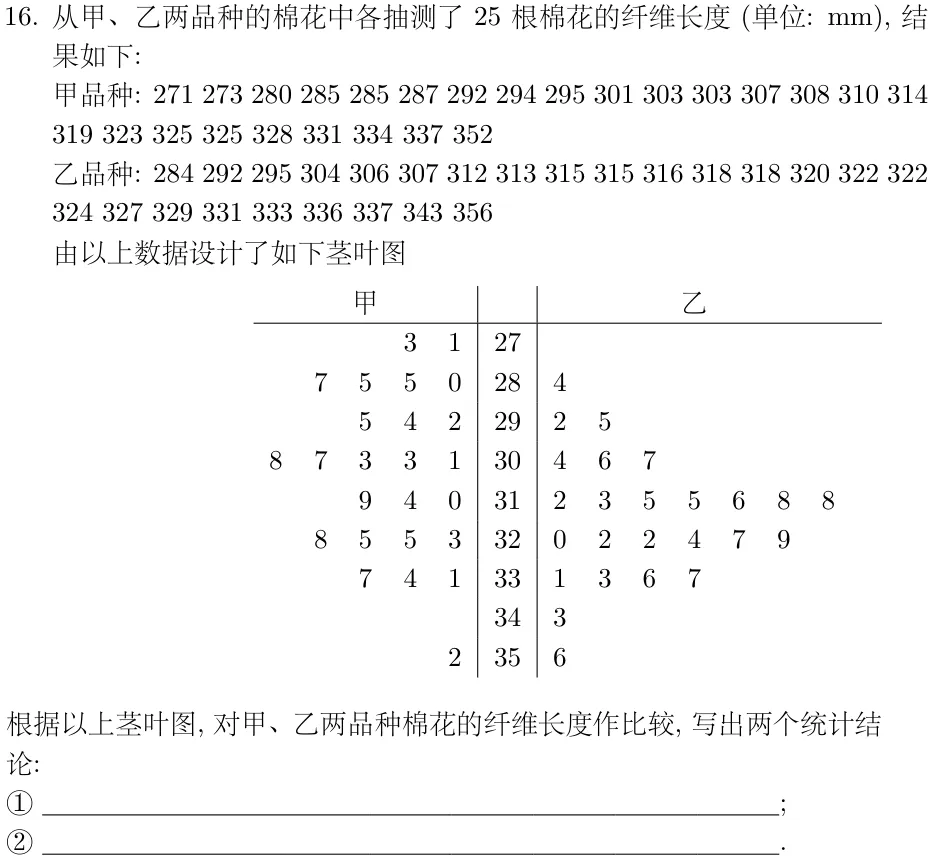 16. 从甲、乙两品种的棉花中各抽测了 25 根棉花的纤维长度 (单位: mm), 结
果如下:
甲品种: 271 273 280 285 285 287 292 294 295 301 303 303 307 308 310 314
319 323 325 325 328 331 334 337 352
乙品种: 284 292 295 304 306 307 312 313 315 315 316 318 318 320 322 322
324 327 329 331 333 336 337 343 356
由以上数据设计了如下茎叶图
甲 乙
3 1 27
7 5 5 0 28 4
5 4 2 29 2 5
8 7 3 3 1 30 4 6 7
9 4 0 31 2 3 5 5 6 8 8
8 5 5 3 32 0 2 2 4 7 9
7 4 1 33 1 3 6 7
34 3
2 35 6
根据以上茎叶图, 对甲、乙两品种棉花的纤维长度作比较, 写出两个统计结
论:
① ;
② .